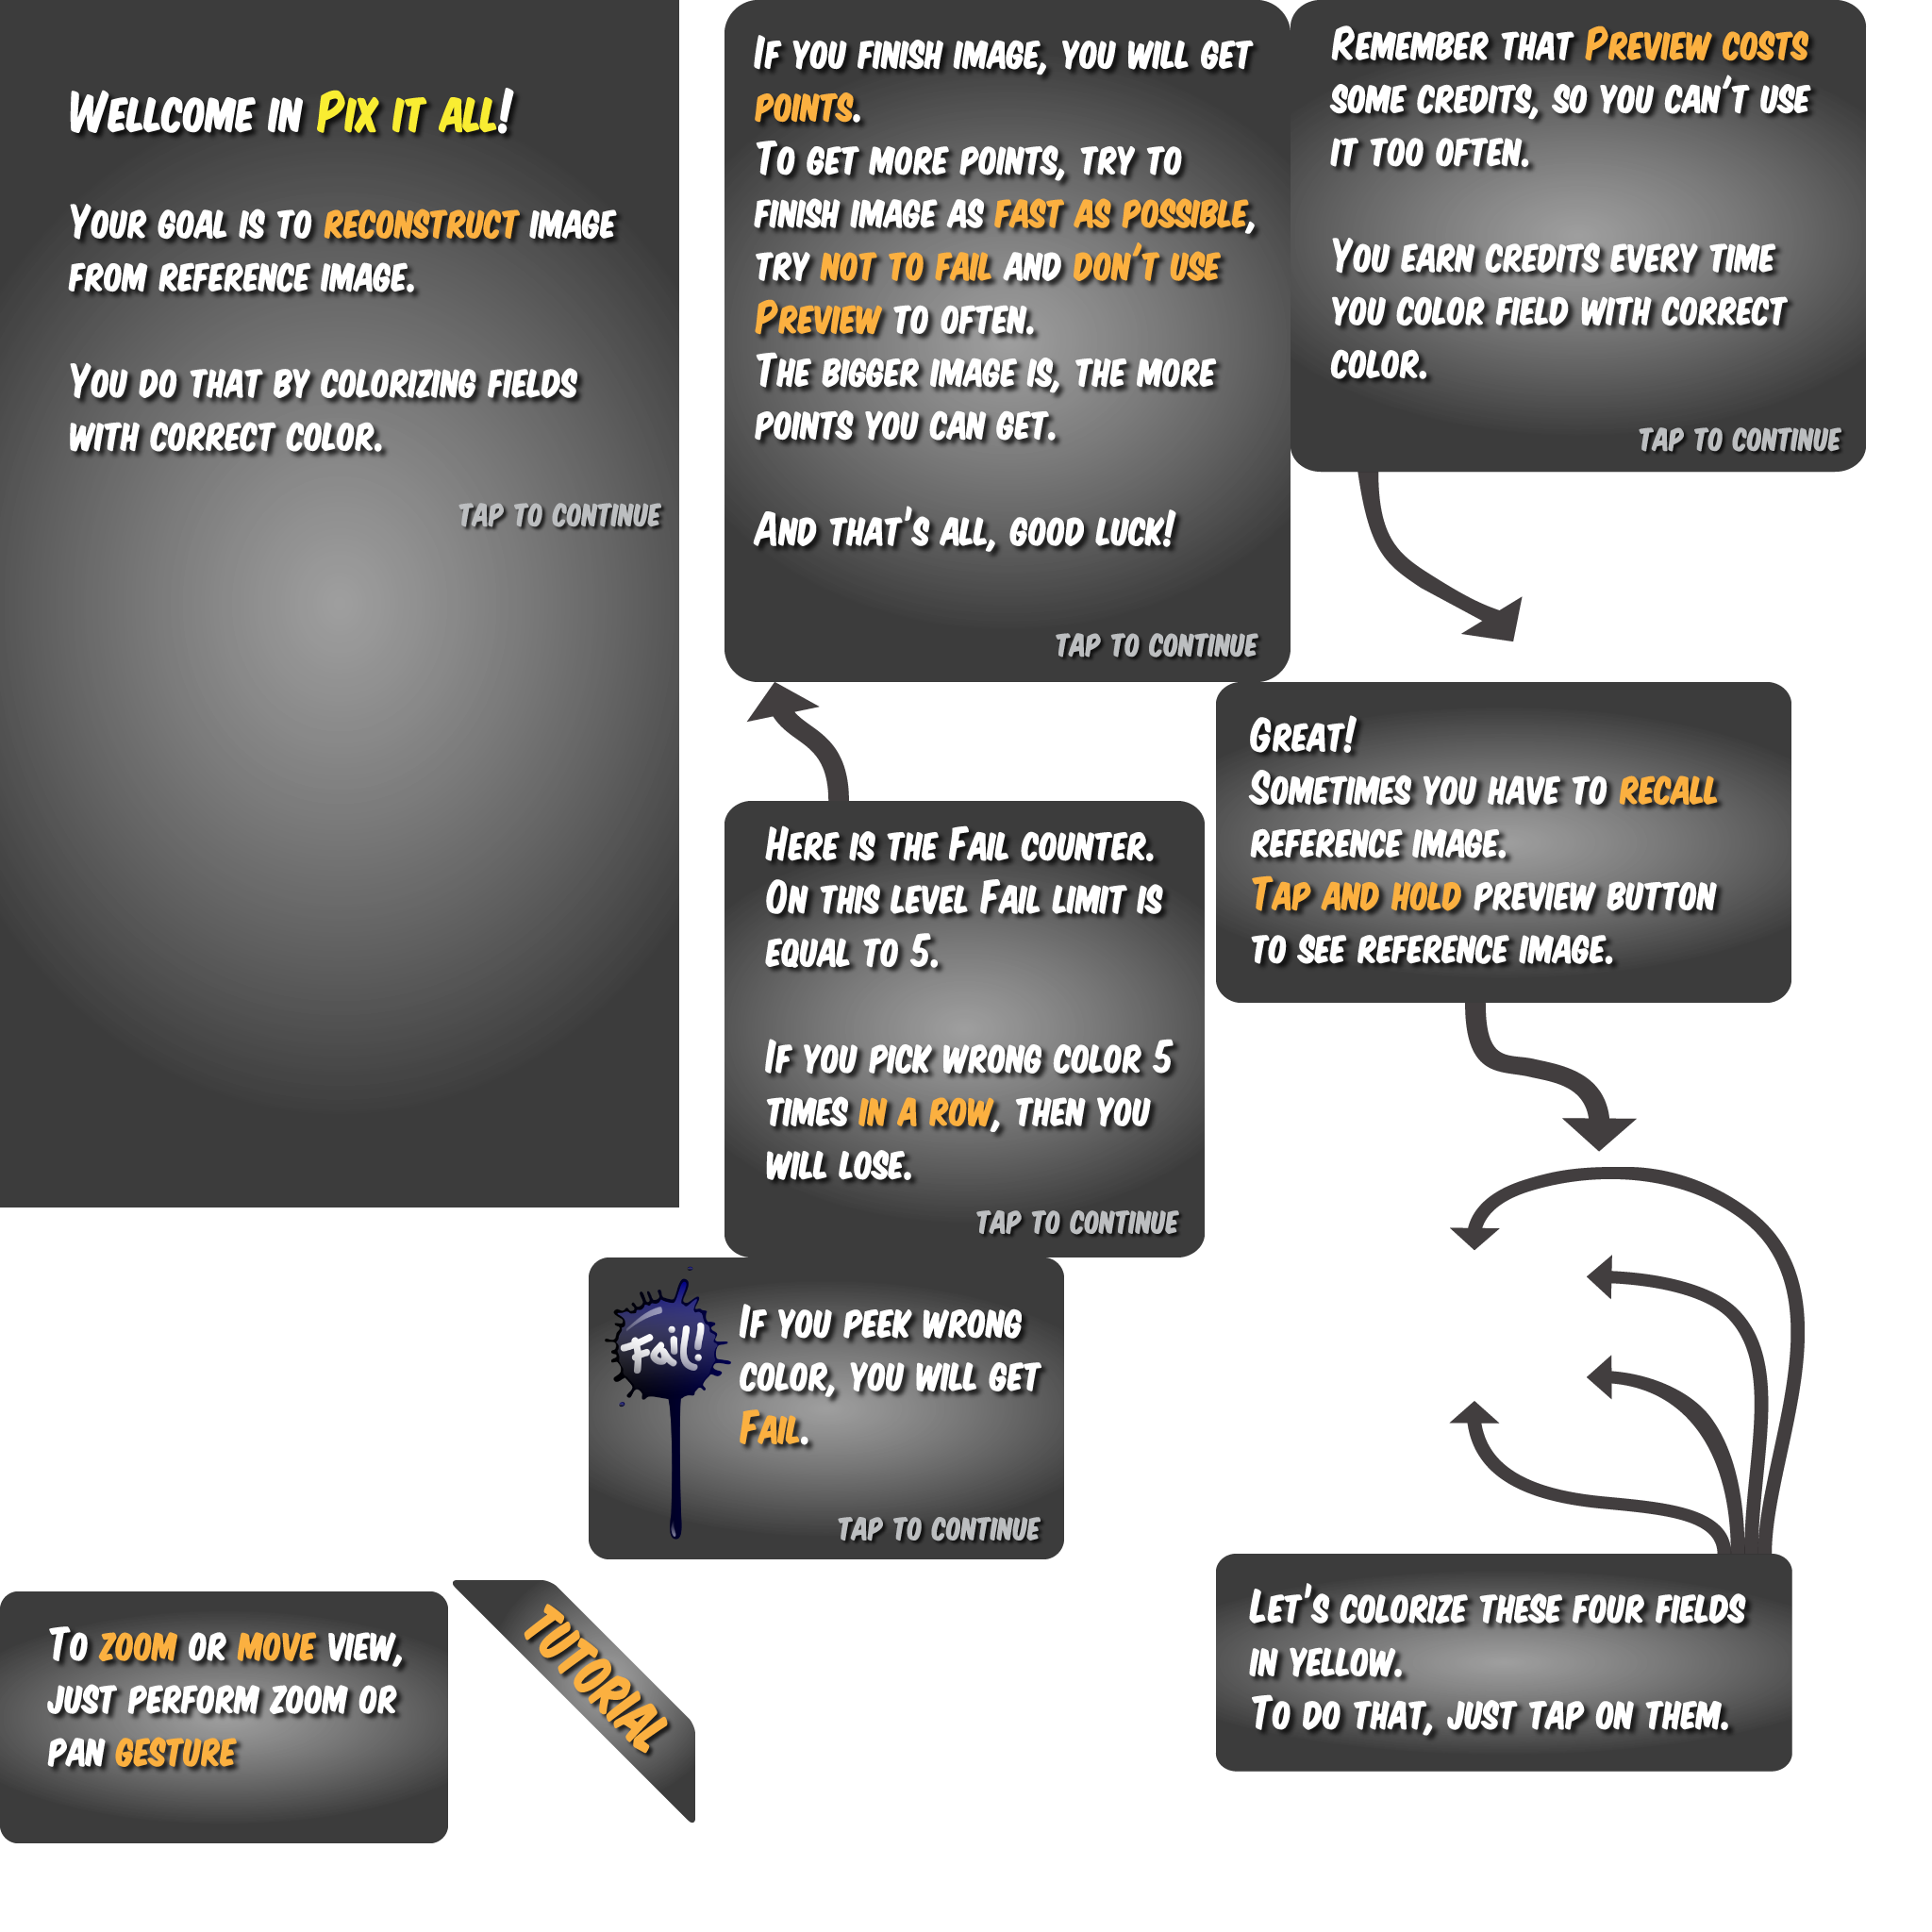 Wellcome in Pix it all!
Your goal is to reconstruct image
from reference image.
You do that by colorizing fields
with correct color.
tap to continue
If you finish image, you will get
points.
To get more points, try to
finish image as fast as possible,
try not to fail and don't use
Preview to often.
The bigger image is, the more
points you can get.
And that's all, good luck!
tap to continue
Remember that Preview costs
some credits, so you can't use
it too often.
You earn credits every time
you color field with correct
color.
tap to continue
Great!
Sometimes you have to recall
reference image.
Tap and hold preview button
to see reference image.
Here is the Fail counter.
On this level Fail limit is
equal to 5.
If you pick wrong color 5
times in a row, then you
will lose.
tap to continue
Fail!
If you peek wrong
color, you will get
Fail.
tap to continue
To zoom or move view,
just perform zoom or
pan gesture
TUTORIAL
Let's colorize these four fields
in yellow.
To do that, just tap on them.